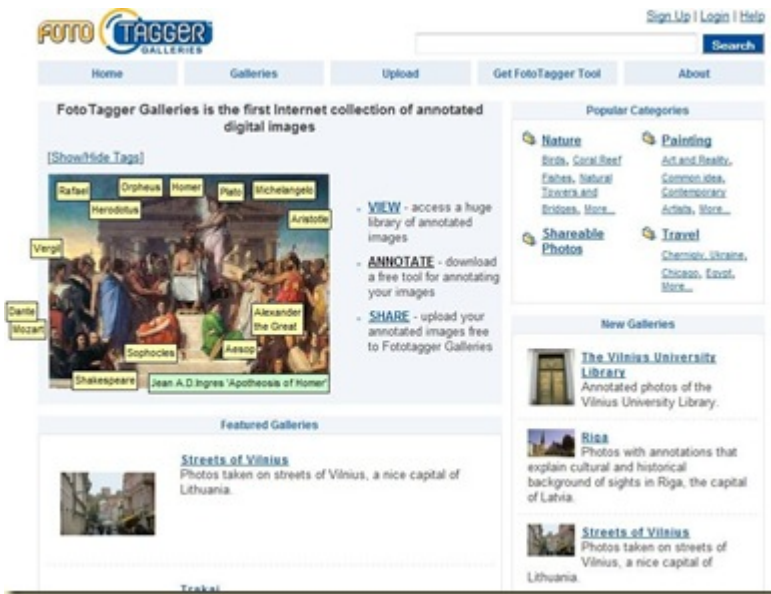 FOTO TAGGER
GALLERIES
Sign Up | Login | Help
Search
Home
Galleries
Upload
Get FotoTagger Tool
About
FotoTagger Galleries is the first Internet collection of annotated
digital images
[Show/Hide Tags]
Rafael
Orpheus
Homer
Plato
Michelangelo
Herodotus
Aristotle
Vergil
Dante
Mozart
Alexander
the Great
Sophocles
Aesop
Shakespeare
Jean A.D.Ingres 'Apotheosis of Homer'
VIEW - access a huge
library of annotated
images
ANNOTATE - download
a free tool for annotating
your images
SHARE - upload your
annotated images free
to Fototagger Galleries
Featured Galleries
Streets of Vilnius
Photos taken on streets of Vilnius, a nice capital of
Lithuania.
Trakai
Popular Categories
Nature
Birds, Coral Reef
Fishes, Natural
Towers and
Bridges, More...
Painting
Art and Reality,
Common idea,
Contemporary
Artists, More...
Shareable
Photos
Travel
Chernigiv, Ukraine,
Chicago, Egypt,
More...
New Galleries
The Vilnius University
Library
Annotated photos of the
Vilnius University Library.
Riga
Photos with annotations that
explain cultural and historical
background of sights in Riga, the capital
of Latvia.
Streets of Vilnius
Photos taken on streets of
Vilnius, a nice capital of
Lithuania.